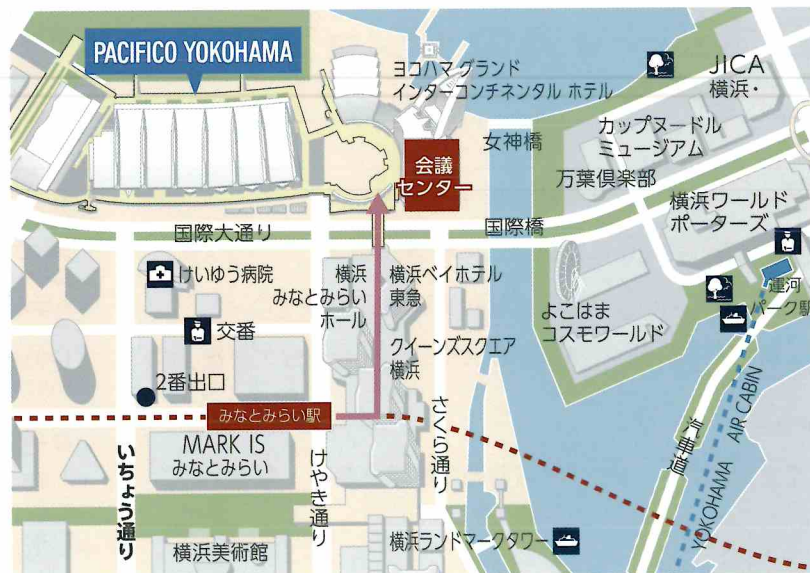 PACIFICO YOKOHAMA
ヨコハマ グランド
インターコンチネンタル ホテル
JICA
横浜・
カップヌードル
ミュージアム
女神橋
会議
センター
万葉倶楽部
横浜ワールド
ポーターズ
国際大通り
国際橋
けいゆう病院
横浜
みなとみらい
ホール
横浜ベイホテル
東急
よこはま
コスモワールド
運河
パーク駅
交番
クイーンズスクエア
横浜
2番出口
みなとみらい駅
さくら通り
汽車道
YOKOHAMA AIR CABIN
MARK IS
みなとみらい
いちょう通り
けやき通り
横浜美術館
横浜ランドマークタワー